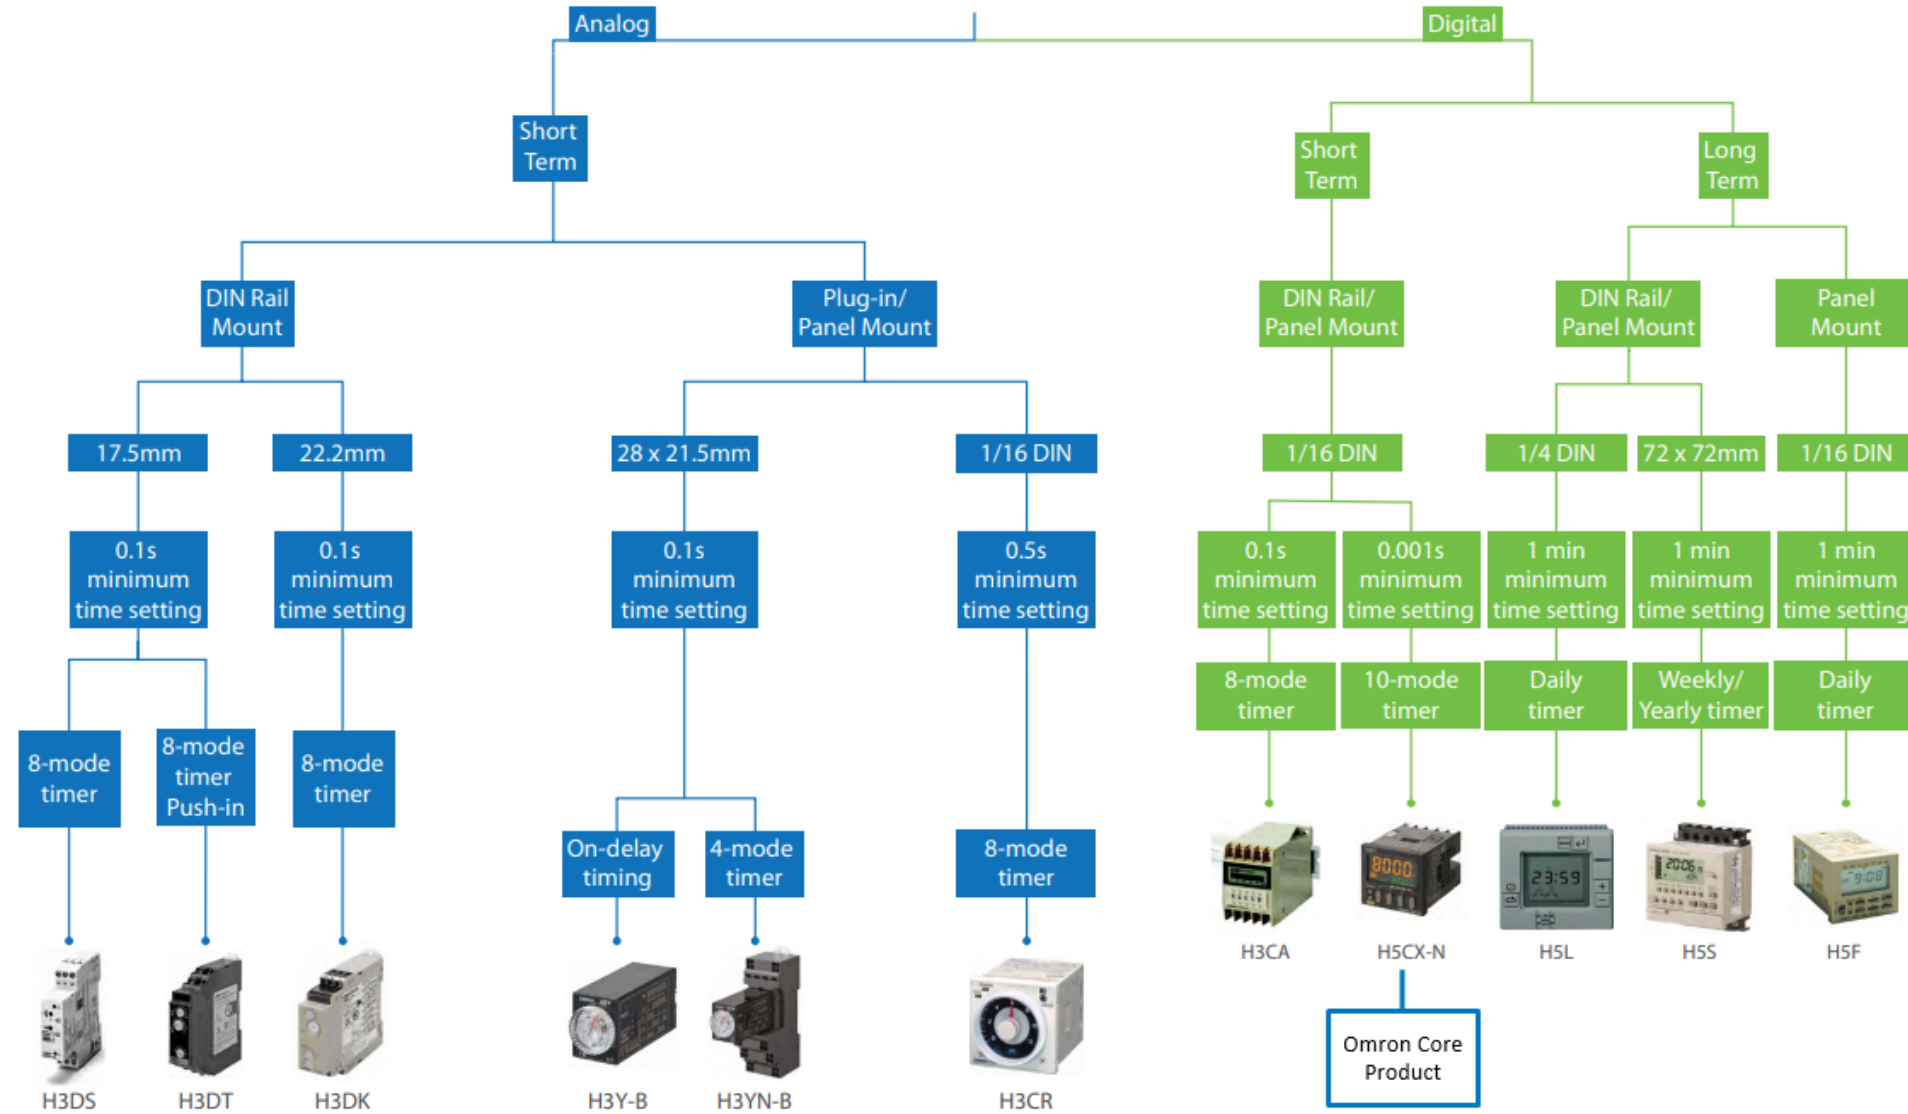 Analog
Digital
Short
Term
Short
Term
Long
Term
DIN Rail
Mount
Plug-in/
Panel Mount
DIN Rail/
Panel Mount
DIN Rail/
Panel Mount
Panel
Mount
17.5mm
22.2mm
28 x 21.5mm
1/16 DIN
1/16 DIN
1/4 DIN
72 x 72mm
1/16 DIN
0.1s
minimum
time setting
0.1s
minimum
time setting
0.1s
minimum
time setting
0.5s
minimum
time setting
0.1s
minimum
time setting
0.001s
minimum
time setting
1 min
minimum
time setting
1 min
minimum
time setting
1 min
minimum
time setting
8-mode
timer
10-mode
timer
Daily
timer
Weekly/
Yearly timer
Daily
timer
8-mode
timer
8-mode
timer
Push-in
8-mode
timer
On-delay
timing
4-mode
timer
8-mode
timer
8000
23:59
20:06
9:08
H3CA
H5CX-N
H5L
H5S
H5F
Omron Core
Product
H3DS
H3DT
H3DK
H3Y-B
H3YN-B
H3CR